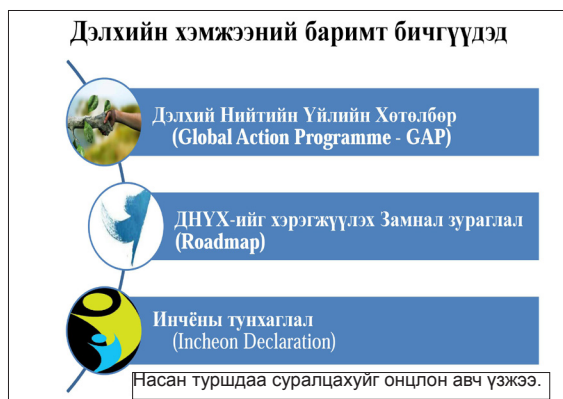 Дэлхийн хэмжээний баримт бичгүүдэд
Дэлхий Нийтийн Үйлийн Хөтөлбөр
(Global Action Programme - GAP)
ДНҮХ-ийг хэрэгжүүлэх Замнал зураглал
(Roadmap)
Инчёны тунхаглал
(Incheon Declaration)
Насан туршдаа суралцахуйг онцлон авч үзжээ.